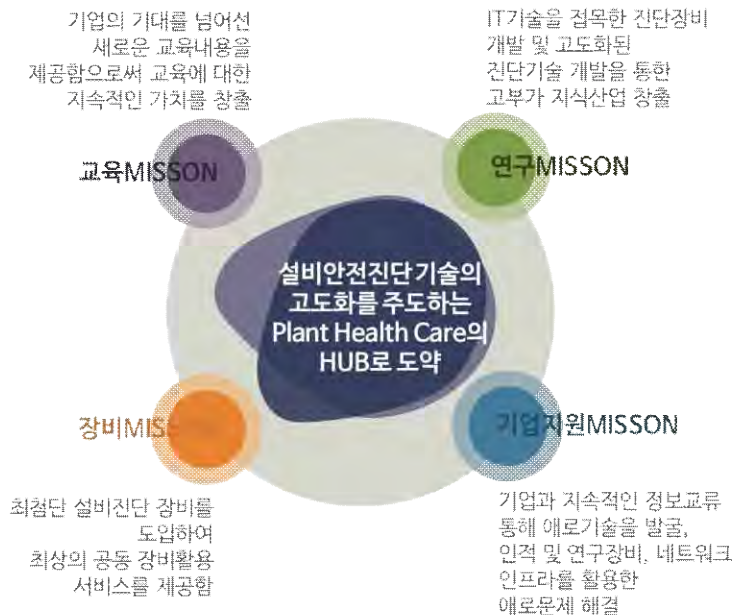 기업의 기대를 넘어선
새로운 교육내용을
제공함으로써 교육에 대한
지속적인 가치를 창출
교육MISSON
IT기술을 접목한 진단장비
개발 및 고도화된
진단기술 개발을 통한
고부가 지식산업 창출
연구MISSON
설비안전진단 기술의
고도화를 주도하는
Plant Health Care의
HUB로 도약
장비MISSON
최첨단 설비진단 장비를
도입하여
최상의 공동 장비활용
서비스를 제공함
기업지원MISSON
기업과 지속적인 정보교류
통해 애로기술을 발굴,
인적 및 연구장비, 네트워크
인프라를 활용한
애로문제 해결